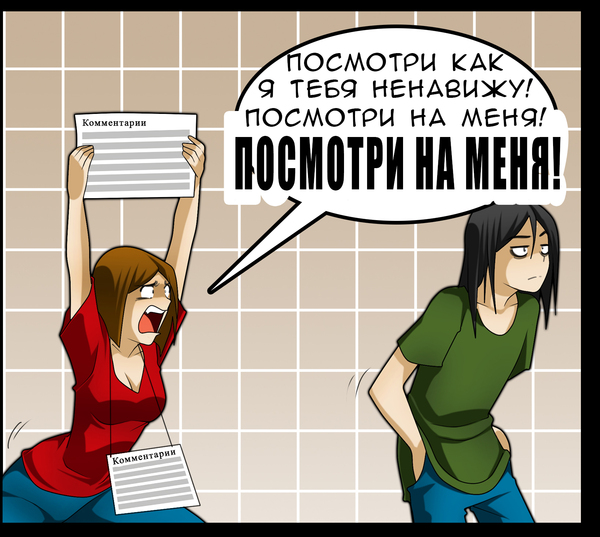 ПОСМОТРИ КАК
Я ТЕБЯ НЕНАВИЖУ!
ПОСМОТРИ НА МЕНЯ!
ПОСМОТРИ НА МЕНЯ!
Комментарии
Комментарии